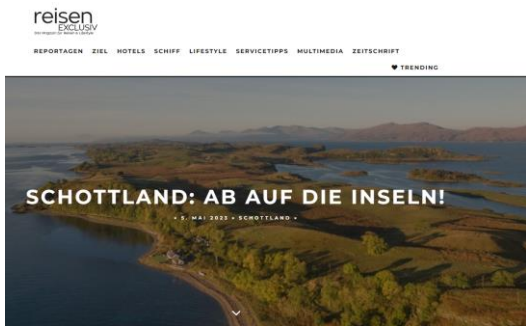 reisen
EXCLUSIV
REPORTAGEN ZIEL HOTELS SCHIFF LIFESTYLE SERVICETIPPS MULTIMEDIA ZEITSCHRIFT
TRENDING
SCHOTTLAND: AB AUF DIE INSELN!
• 5. MAI 2023 • SCHOTTLAND •